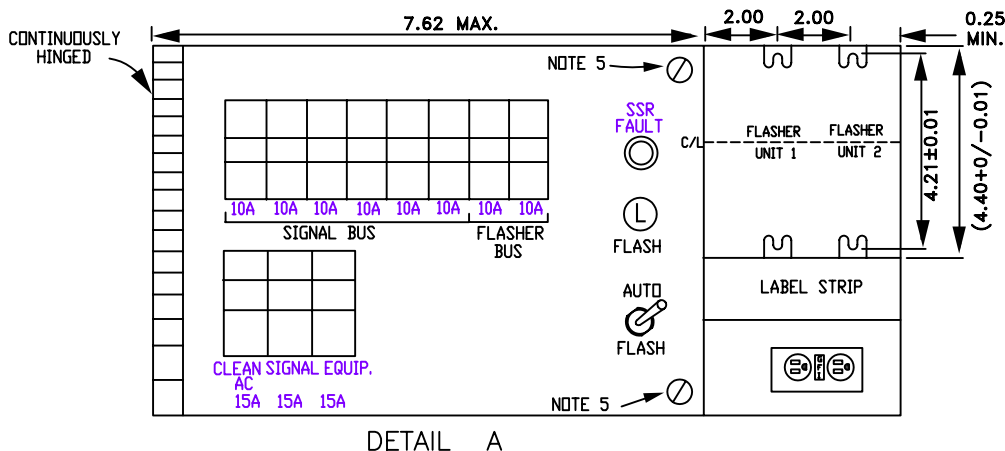 7.62 MAX.
2.00 2.00
0.25
MIN.
CONTINUOUSLY
HINGED
NOTE 5
SSR
FAULT
C/L
FLASHER
UNIT 1
FLASHER
UNIT 2
4.21±0.01
(4.40+0/-0.01)
10A 10A 10A 10A 10A 10A 10A 10A
SIGNAL BUS
FLASHER
BUS
L
FLASH
LABEL STRIP
AUTO
FLASH
CLEAN SIGNAL EQUIP.
AC
15A 15A 15A
GFI
NOTE 5
DETAIL A